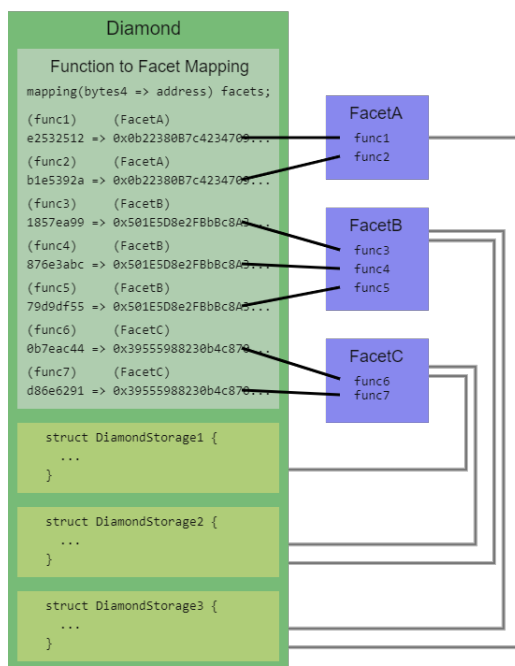 Diamond
Function to Facet Mapping
mapping(bytes4 => address) facets;
(func1) (FacetA)
e2532512 => 0x0b22380B7c4234709...
(func2) (FacetA)
b1e5392a => 0x0b22380B7c4234709...
(func3) (FacetB)
1857ea99 => 0x501E5D8e2FBbBc8A3...
(func4) (FacetB)
876e3abc => 0x501E5D8e2FBbBc8A3...
(func5) (FacetB)
79d9df55 => 0x501E5D8e2FBbBc8A3...
(func6) (FacetC)
0b7eac44 => 0x39555988230b4c870...
(func7) (FacetC)
d86e6291 => 0x39555988230b4c870...
FacetA
func1
func2
FacetB
func3
func4
func5
FacetC
func6
func7
struct DiamondStorage1 {
...
}
struct DiamondStorage2 {
...
}
struct DiamondStorage3 {
...
}